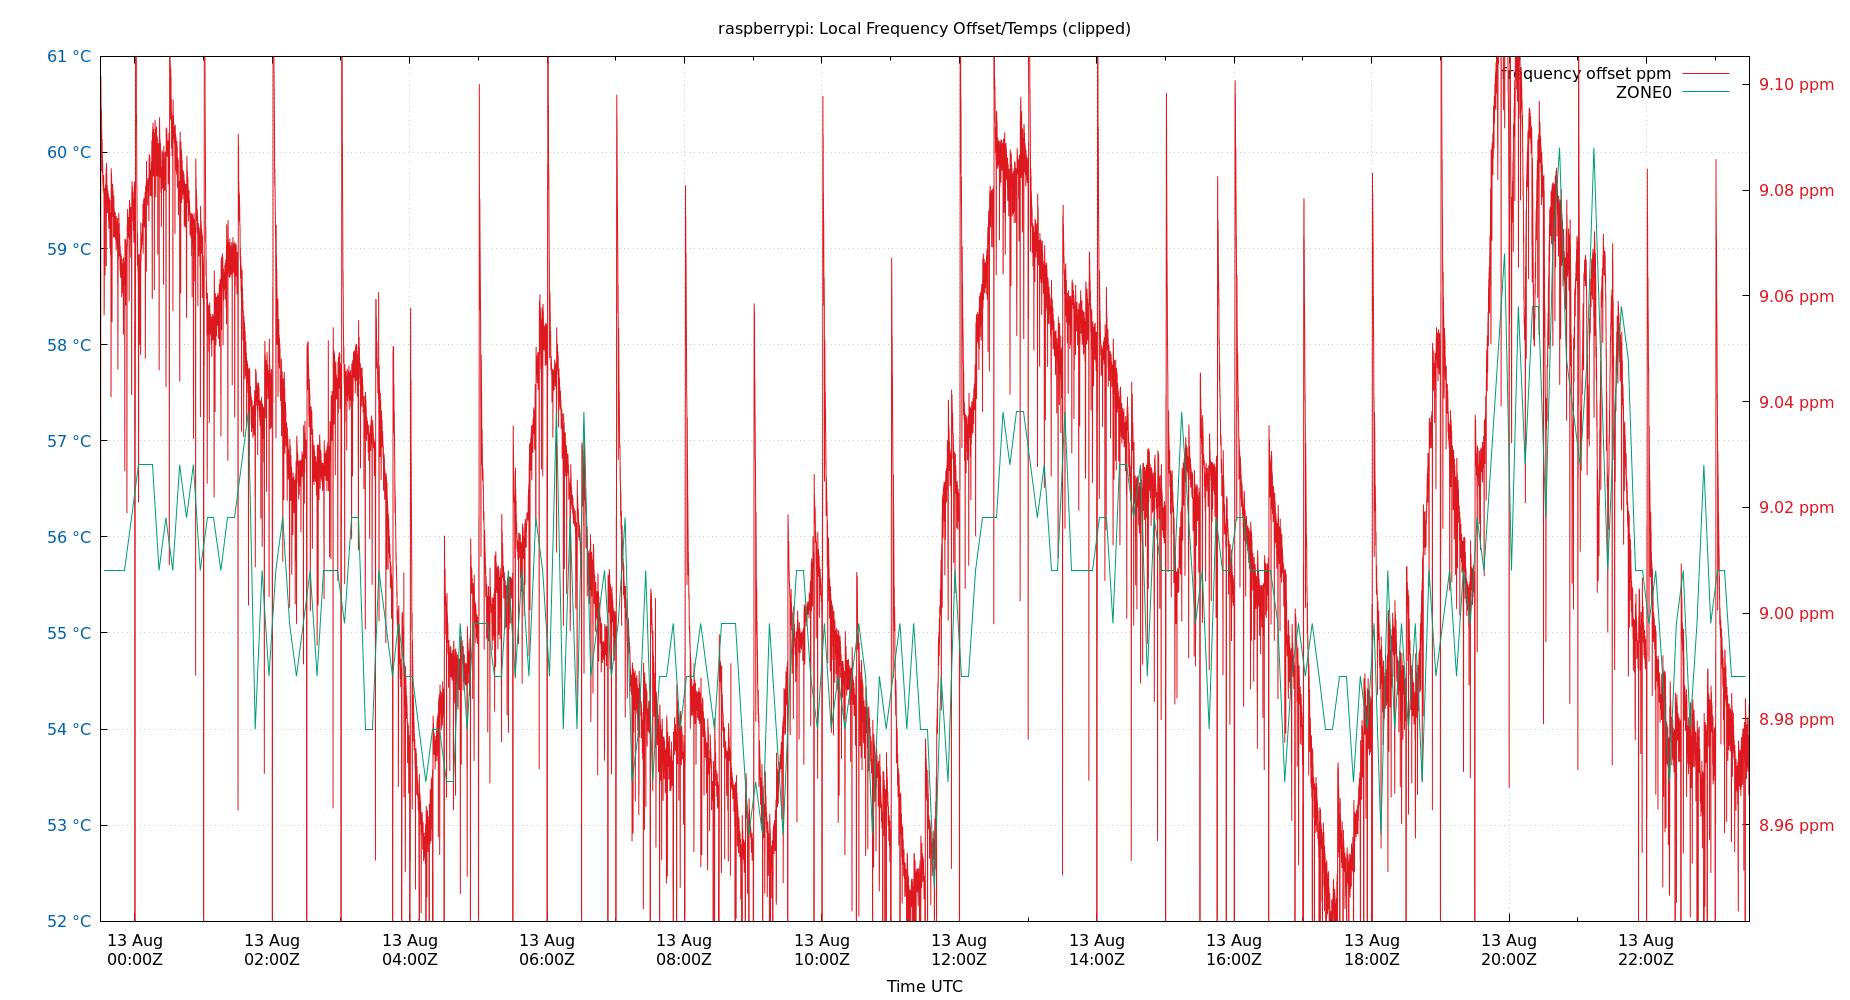 raspberrypi: Local Frequency Offset/Temps (clipped)
61 °C
60 °C
59 °C
58 °C
57 °C
56 °C
55 °C
54 °C
53 °C
52 °C
frequency offset ppm
ZONE0
9.10 ppm
9.08 ppm
9.06 ppm
9.04 ppm
9.02 ppm
9.00 ppm
8.98 ppm
8.96 ppm
13 Aug
00:00Z
13 Aug
02:00Z
13 Aug
04:00Z
13 Aug
06:00Z
13 Aug
08:00Z
13 Aug
10:00Z
13 Aug
12:00Z
13 Aug
14:00Z
13 Aug
16:00Z
13 Aug
18:00Z
13 Aug
20:00Z
13 Aug
22:00Z
Time UTC